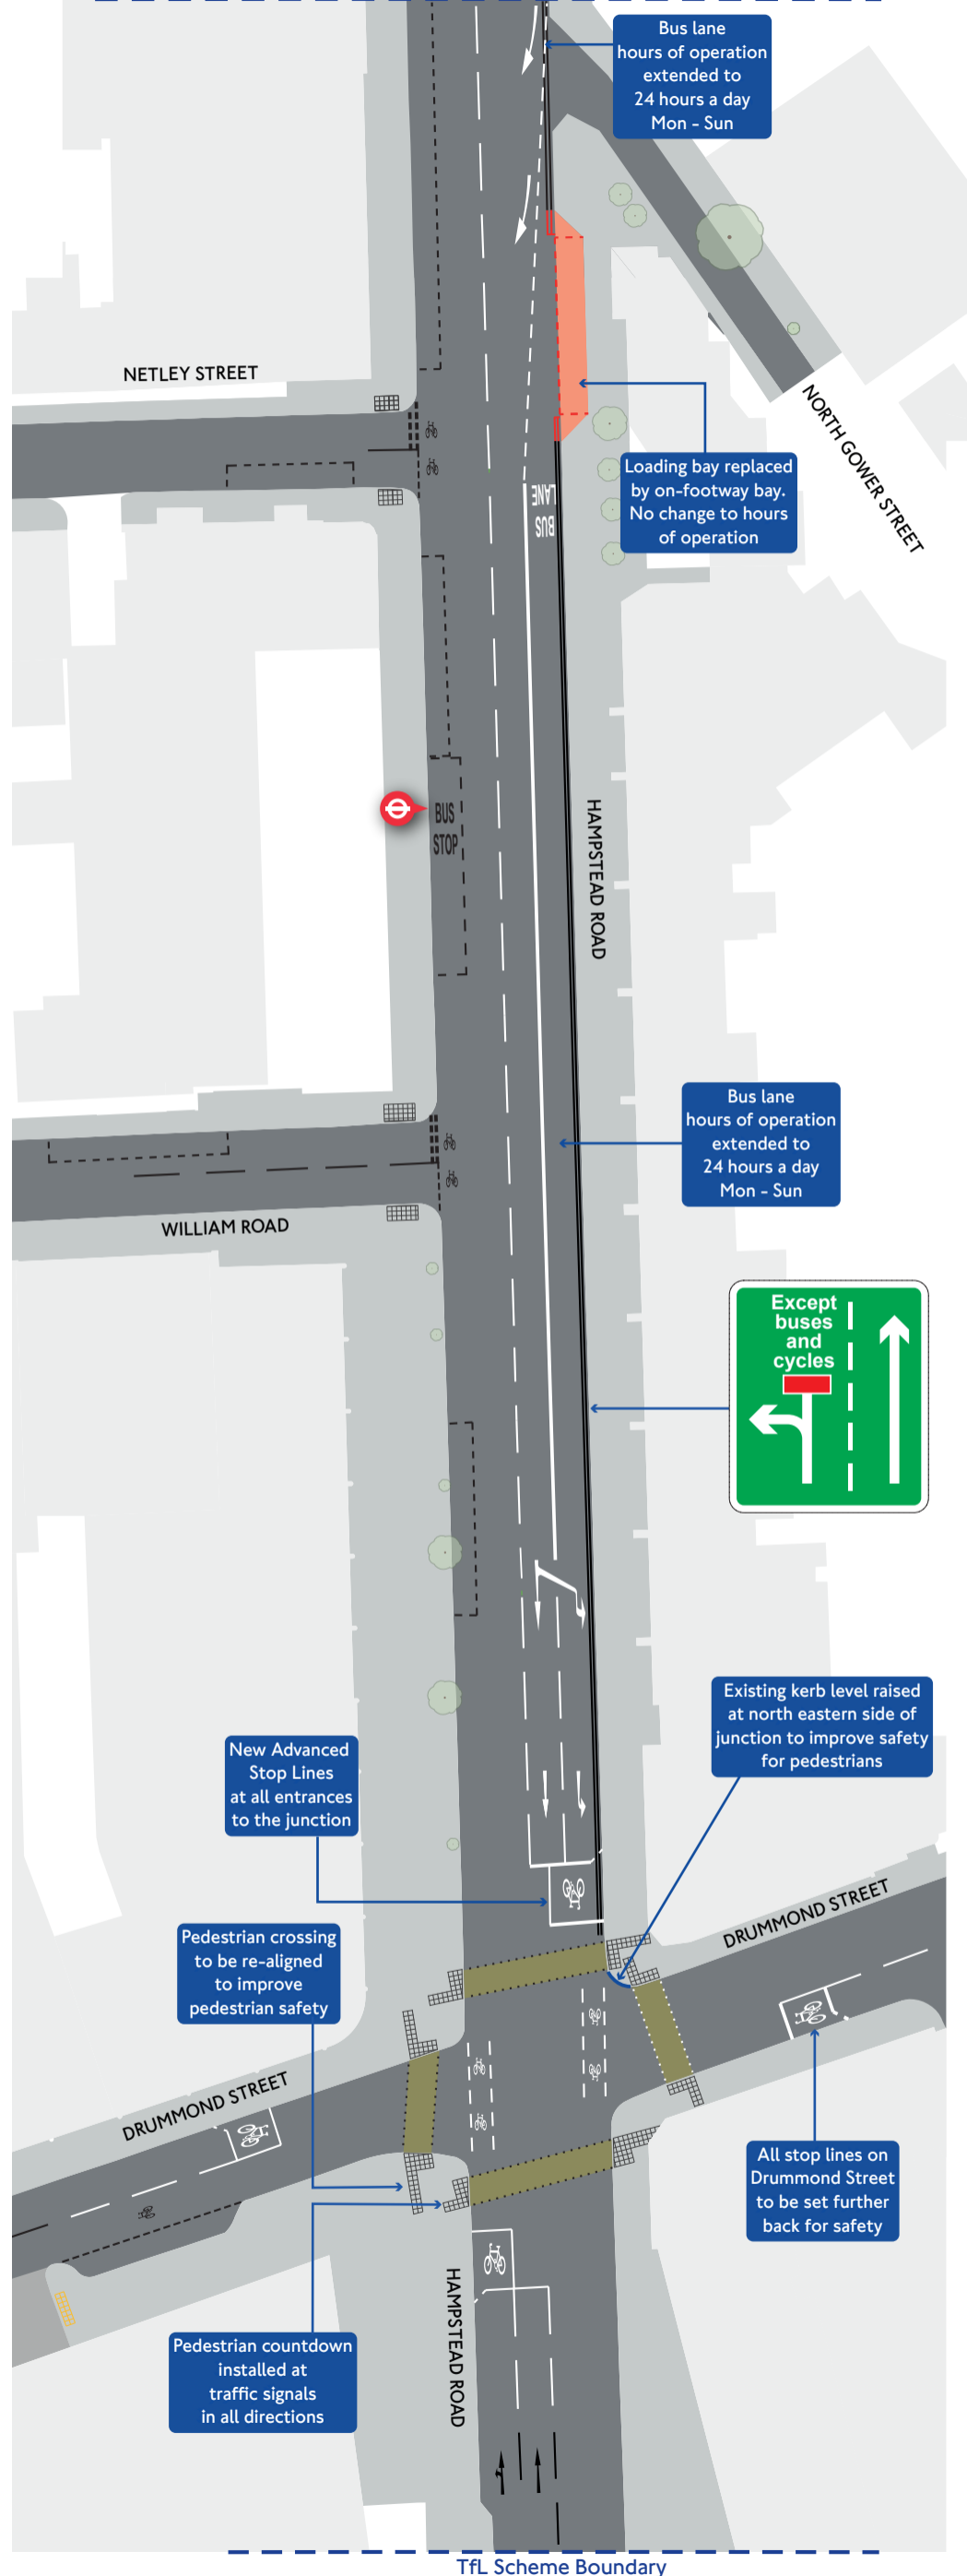 Bus lane
hours of operation
extended to
24 hours a day
Mon - Sun
NETLEY STREET
NORTH GOWER STREET
Loading bay replaced
by on-footway bay.
No change to hours
of operation
BUS
LANE
BUS
STOP
HAMPSTEAD ROAD
Bus lane
hours of operation
extended to
24 hours a day
Mon - Sun
WILLIAM ROAD
Except
buses
and
cycles
Existing kerb level raised
at north eastern side of
junction to improve safety
for pedestrians
New Advanced
Stop Lines
at all entrances
to the junction
DRUMMOND STREET
Pedestrian crossing
to be re-aligned
to improve
pedestrian safety
DRUMMOND STREET
All stop lines on
Drummond Street
to be set further
back for safety
HAMPSTEAD ROAD
Pedestrian countdown
installed at
traffic signals
in all directions
TfL Scheme Boundary